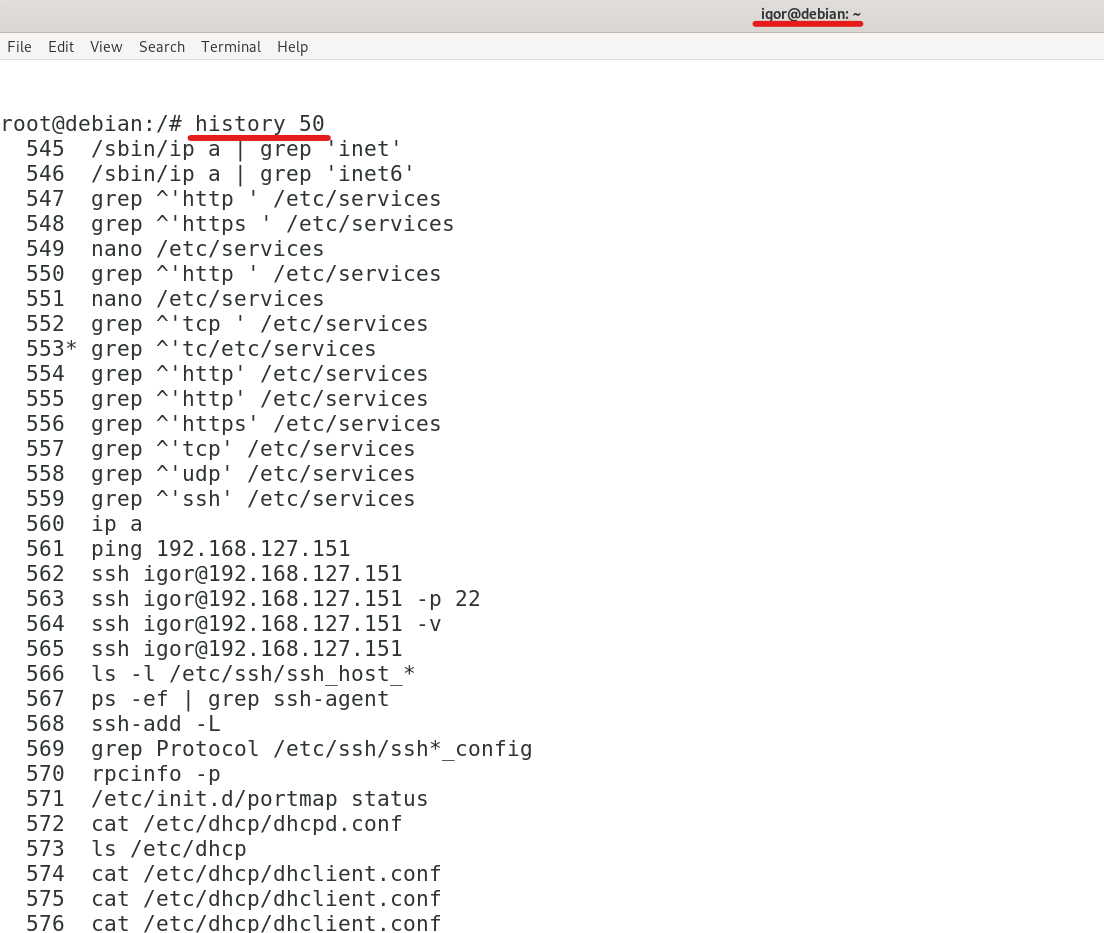 igor@debian: ~
File Edit View Search Terminal Help
root@debian:/# history 50
545 /sbin/ip a | grep 'inet'
546 /sbin/ip a | grep 'inet6'
547 grep ^'http ' /etc/services
548 grep ^'https ' /etc/services
549 nano /etc/services
550 grep ^'http ' /etc/services
551 nano /etc/services
552 grep ^'tcp ' /etc/services
553* grep ^'tc/etc/services
554 grep ^'http' /etc/services
555 grep ^'http' /etc/services
556 grep ^'https' /etc/services
557 grep ^'tcp' /etc/services
558 grep ^'udp' /etc/services
559 grep ^'ssh' /etc/services
560 ip a
561 ping 192.168.127.151
562 ssh igor@192.168.127.151
563 ssh igor@192.168.127.151 -p 22
564 ssh igor@192.168.127.151 -v
565 ssh igor@192.168.127.151
566 ls -l /etc/ssh/ssh_host_*
567 ps -ef | grep ssh-agent
568 ssh-add -L
569 grep Protocol /etc/ssh/ssh*_config
570 rpcinfo -p
571 /etc/init.d/portmap status
572 cat /etc/dhcp/dhcpd.conf
573 ls /etc/dhcp
574 cat /etc/dhcp/dhclient.conf
575 cat /etc/dhcp/dhclient.conf
576 cat /etc/dhcp/dhclient.conf